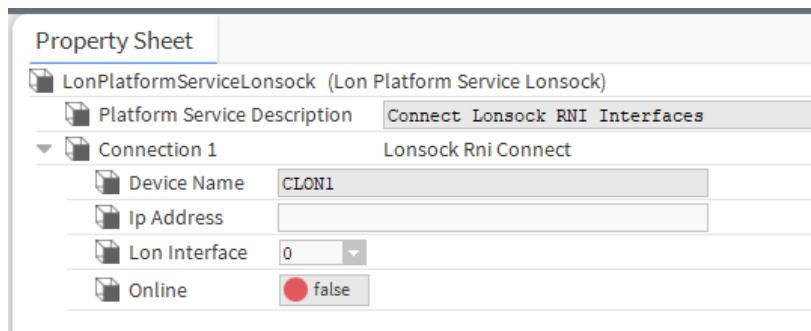 Property Sheet
LonPlatformServiceLonsock (Lon Platform Service Lonsock)
Platform Service Description Connect Lonsock RNI Interfaces
Connection 1 Lonsock Rni Connect
Device Name CLON1
Ip Address
Lon Interface 0
Online false